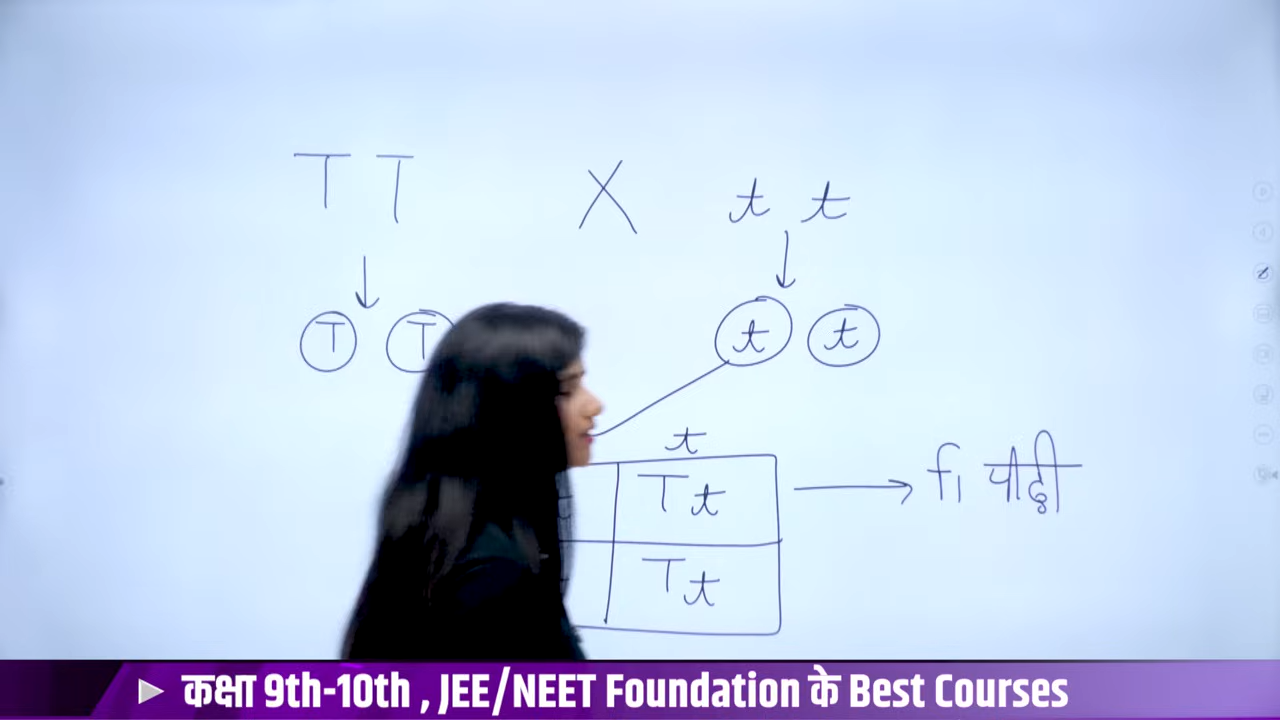 T T X t t
T T t t
t
T t → f1 पीढ़ी
T t
कक्षा 9th-10th , JEE/NEET Foundation के Best Courses